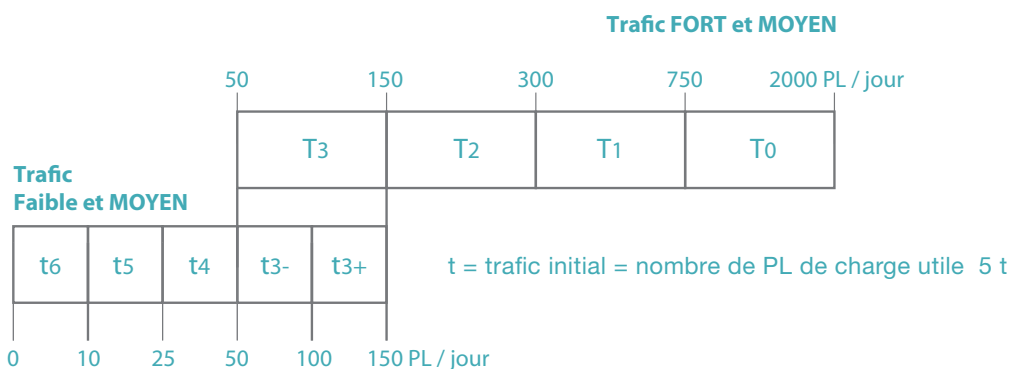 Trafic FORT et MOYEN
50 150 300 750 2000 PL / jour
T3 T2 T1 T0
Trafic
Faible et MOYEN
t6 t5 t4 t3- t3+ t = trafic initial = nombre de PL de charge utile 5 t
0 10 25 50 100 150 PL / jour